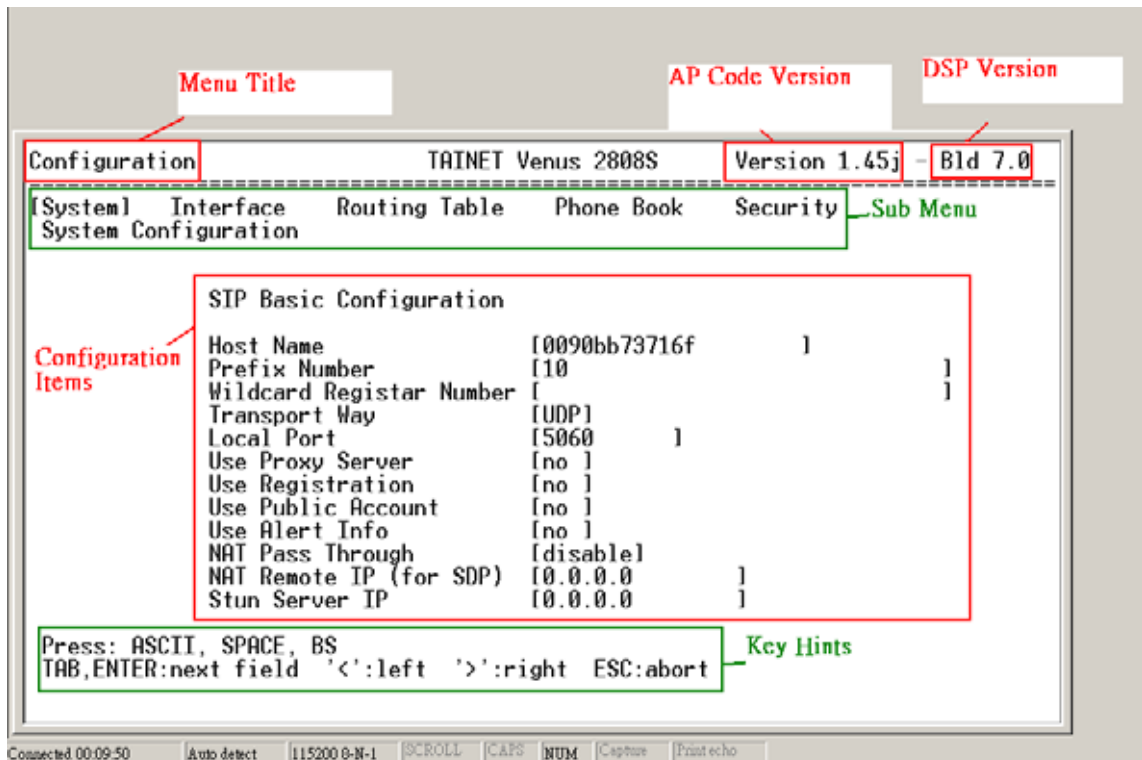 Menu Title
AP Code Version
DSP Version
Configuration TAINET Venus 2808S Version 1.45j - Bld 7.0
[System] Interface Routing Table Phone Book Security Sub Menu
System Configuration
SIP Basic Configuration
Configuration Items
Host Name [0090bb73716f ]
Prefix Number [10 ]
Wildcard Registar Number [ ]
Transport Way [UDP]
Local Port [5060 ]
Use Proxy Server [no ]
Use Registration [no ]
Use Public Account [no ]
Use Alert Info [no ]
NAT Pass Through [disable]
NAT Remote IP (for SDP) [0.0.0.0 ]
Stun Server IP [0.0.0.0 ]
Press: ASCII, SPACE, BS
Key Hints
TAB,ENTER:next field '<':left '>':right ESC:abort
Connected 00:09:50 Auto detect 115200 8-N-1 SCROLL CAPS NUM Capture Print echo